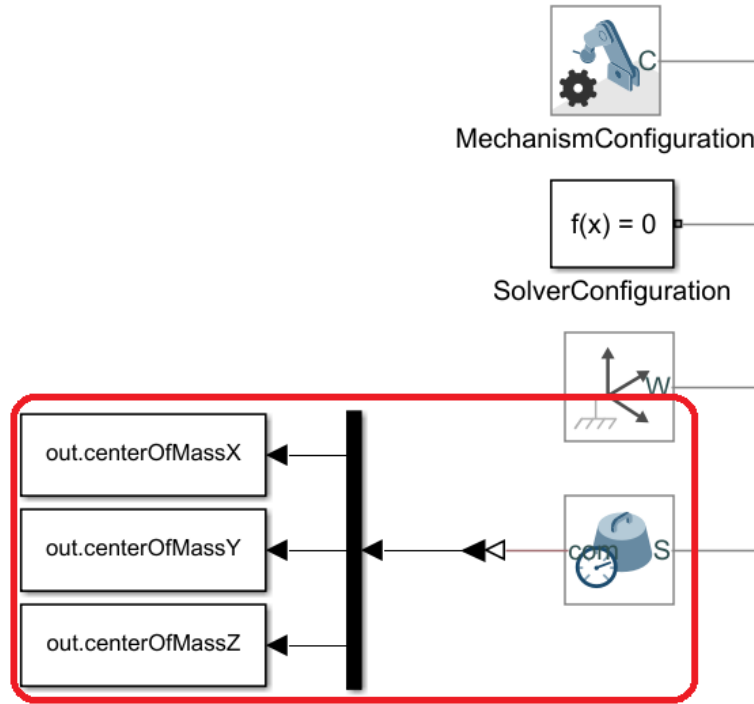 C
MechanismConfiguration
f(x) = 0
SolverConfiguration
W
out.centerOfMassX
out.centerOfMassY
com
S
out.centerOfMassZ